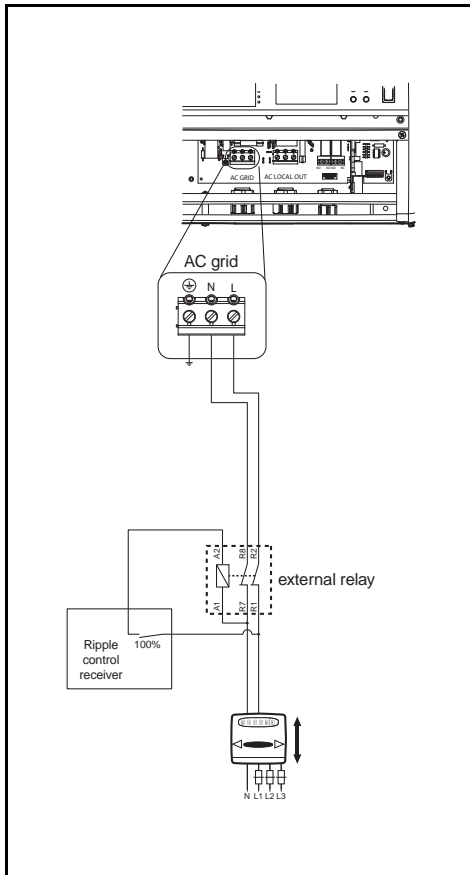 AC GRID AC LOCAL OUT
AC grid
N L
A2 R8 R2
external relay
A1 R7 R1
100%
Ripple
control
receiver
N L1 L2 L3